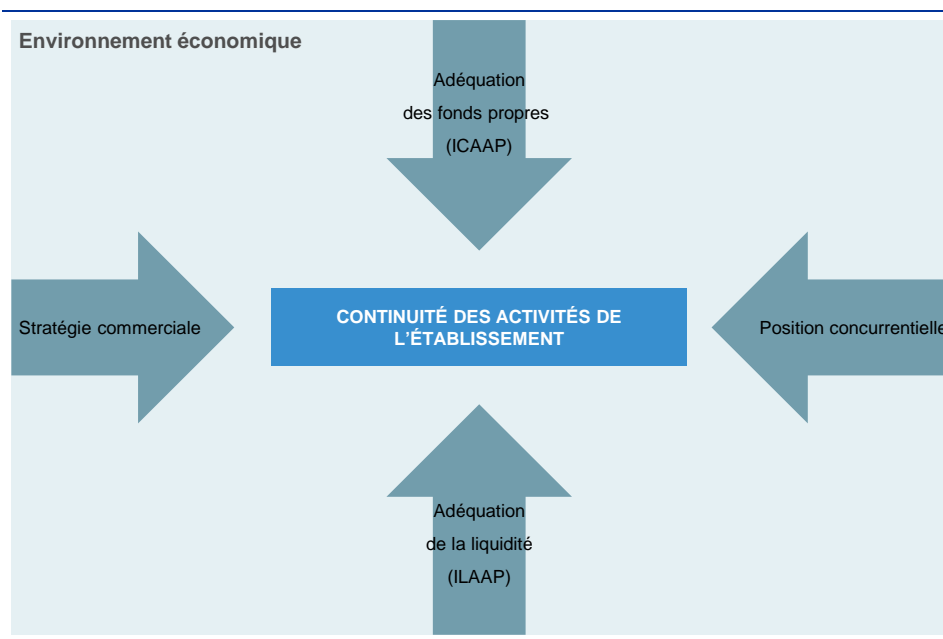 Environnement économique
Adéquation
des fonds propres
(ICAAP)
Stratégie commerciale
CONTINUITÉ DES ACTIVITÉS DE
L’ÉTABLISSEMENT
Position concurrentielle
Adéquation
de la liquidité
(ILAAP)